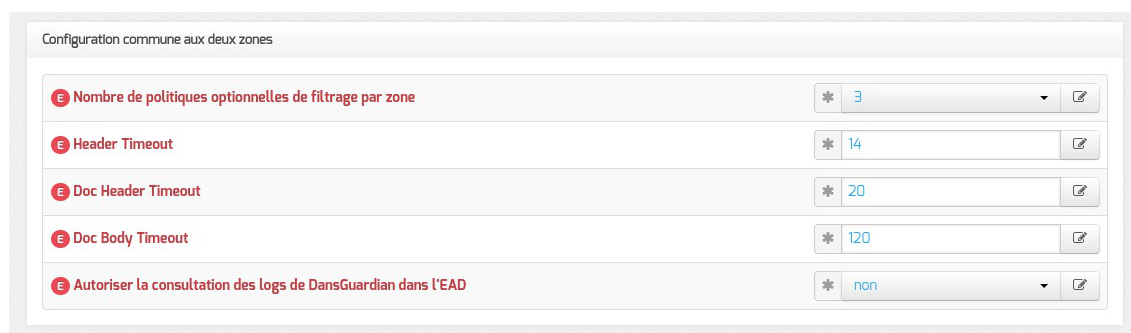 Configuration commune aux deux zones
E Nombre de politiques optionnelles de filtrage par zone ✱ 3
E Header Timeout ✱ 14
E Doc Header Timeout ✱ 20
E Doc Body Timeout ✱ 120
E Autoriser la consultation des logs de DansGuardian dans l'EAD ✱ non